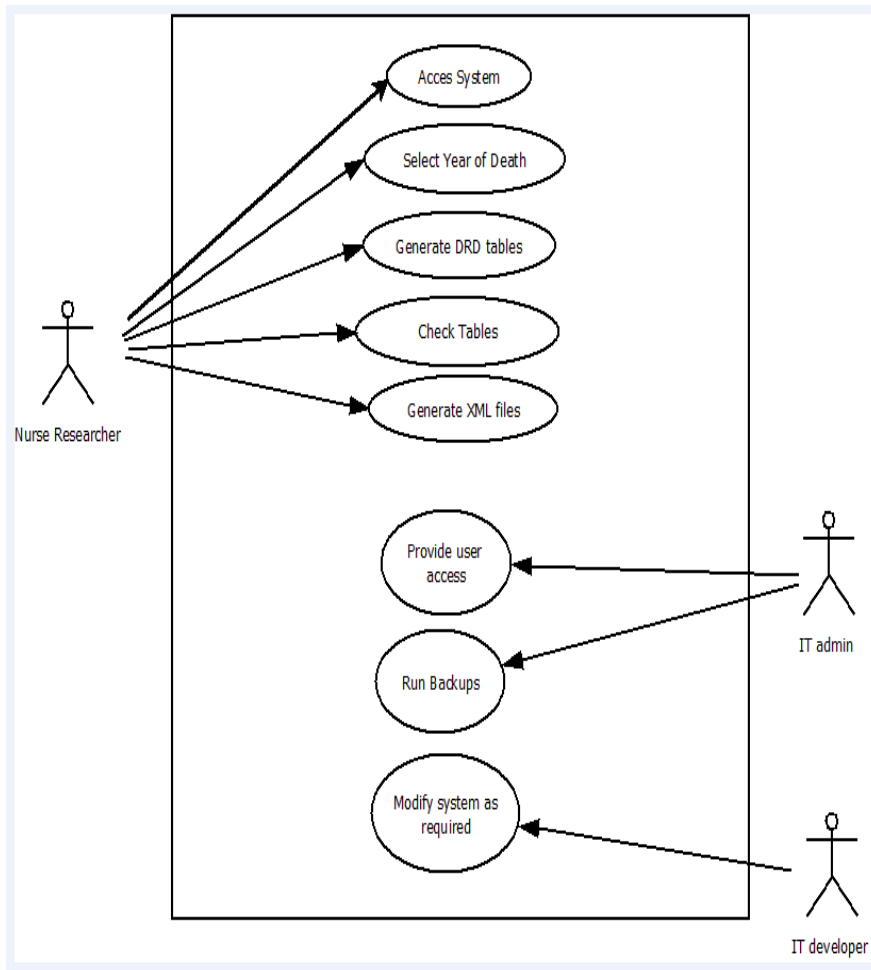 Acces System
Select Year of Death
Generate DRD tables
Check Tables
Generate XML files
Nurse Researcher
Provide user
access
IT admin
Run Backups
Modify system as
required
IT developer